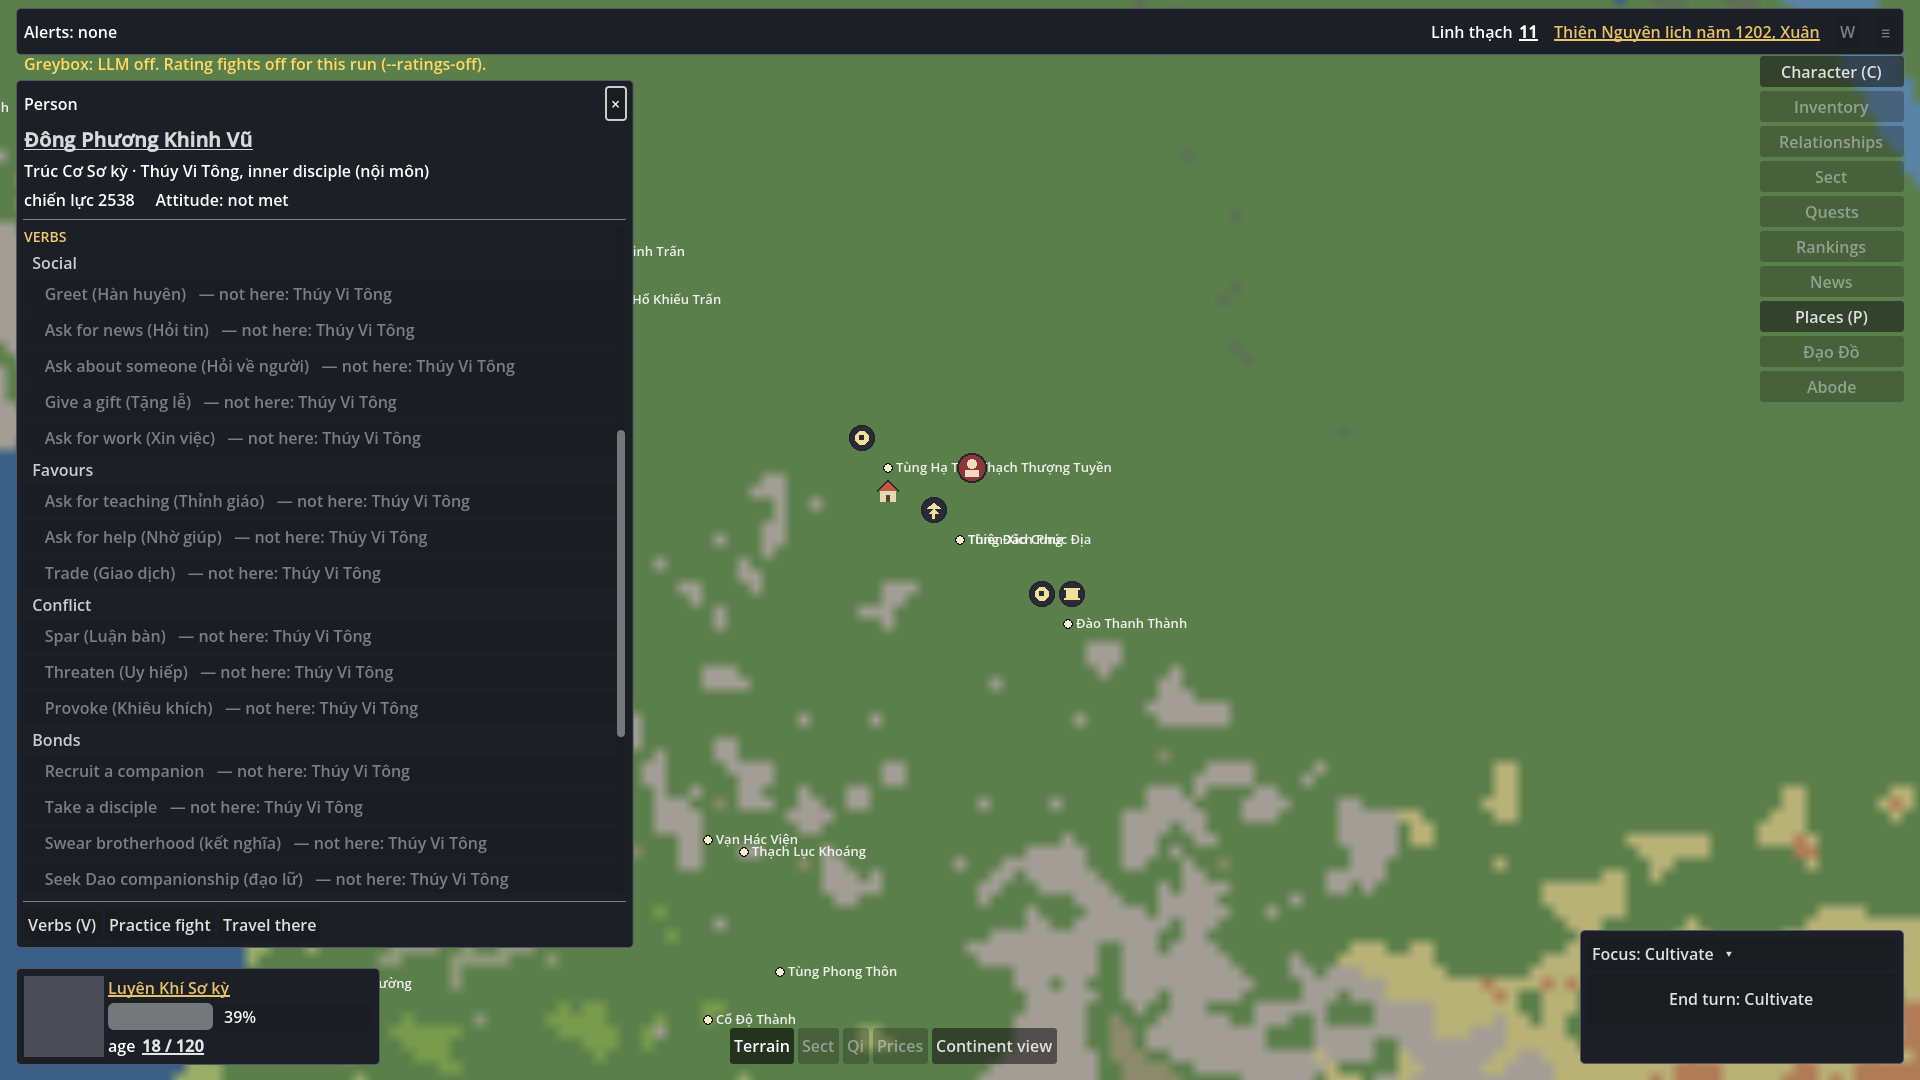 Alerts: none
Linh thạch 11 Thiên Nguyên lich năm 1202, Xuân W ≡
Greybox: LLM off. Rating fights off for this run (--ratings-off).
Person ×
Đông Phương Khinh Vũ
Trúc Cơ Sơ kỳ · Thúy Vi Tông, inner disciple (nội môn)
chiến lực 2538 Attitude: not met
VERBS
Social
Greet (Hàn huyên) — not here: Thúy Vi Tông
Ask for news (Hỏi tin) — not here: Thúy Vi Tông
Ask about someone (Hỏi về người) — not here: Thúy Vi Tông
Give a gift (Tặng lễ) — not here: Thúy Vi Tông
Ask for work (Xin việc) — not here: Thúy Vi Tông
Favours
Ask for teaching (Thỉnh giáo) — not here: Thúy Vi Tông
Ask for help (Nhờ giúp) — not here: Thúy Vi Tông
Trade (Giao dịch) — not here: Thúy Vi Tông
Conflict
Spar (Luận bàn) — not here: Thúy Vi Tông
Threaten (Uy hiếp) — not here: Thúy Vi Tông
Provoke (Khiêu khích) — not here: Thúy Vi Tông
Bonds
Recruit a companion — not here: Thúy Vi Tông
Take a disciple — not here: Thúy Vi Tông
Swear brotherhood (kết nghĩa) — not here: Thúy Vi Tông
Seek Dao companionship (đạo lữ) — not here: Thúy Vi Tông
Verbs (V) Practice fight Travel there
Luyện Khí Sơ kỳ
39%
age 18 / 120
h
inh Trấn
Hổ Khiếu Trấn
Tùng Hạ T
hạch Thượng Tuyền
Địa
Đào Thanh Thành
Vạn Hác Viện
Thạch Lục Khoáng
Tùng Phong Thôn
ường
Cố Độ Thành
Terrain Sect Qi Prices Continent view
Character (C)
Inventory
Relationships
Sect
Quests
Rankings
News
Places (P)
Đạo Đồ
Abode
Focus: Cultivate ▾
End turn: Cultivate